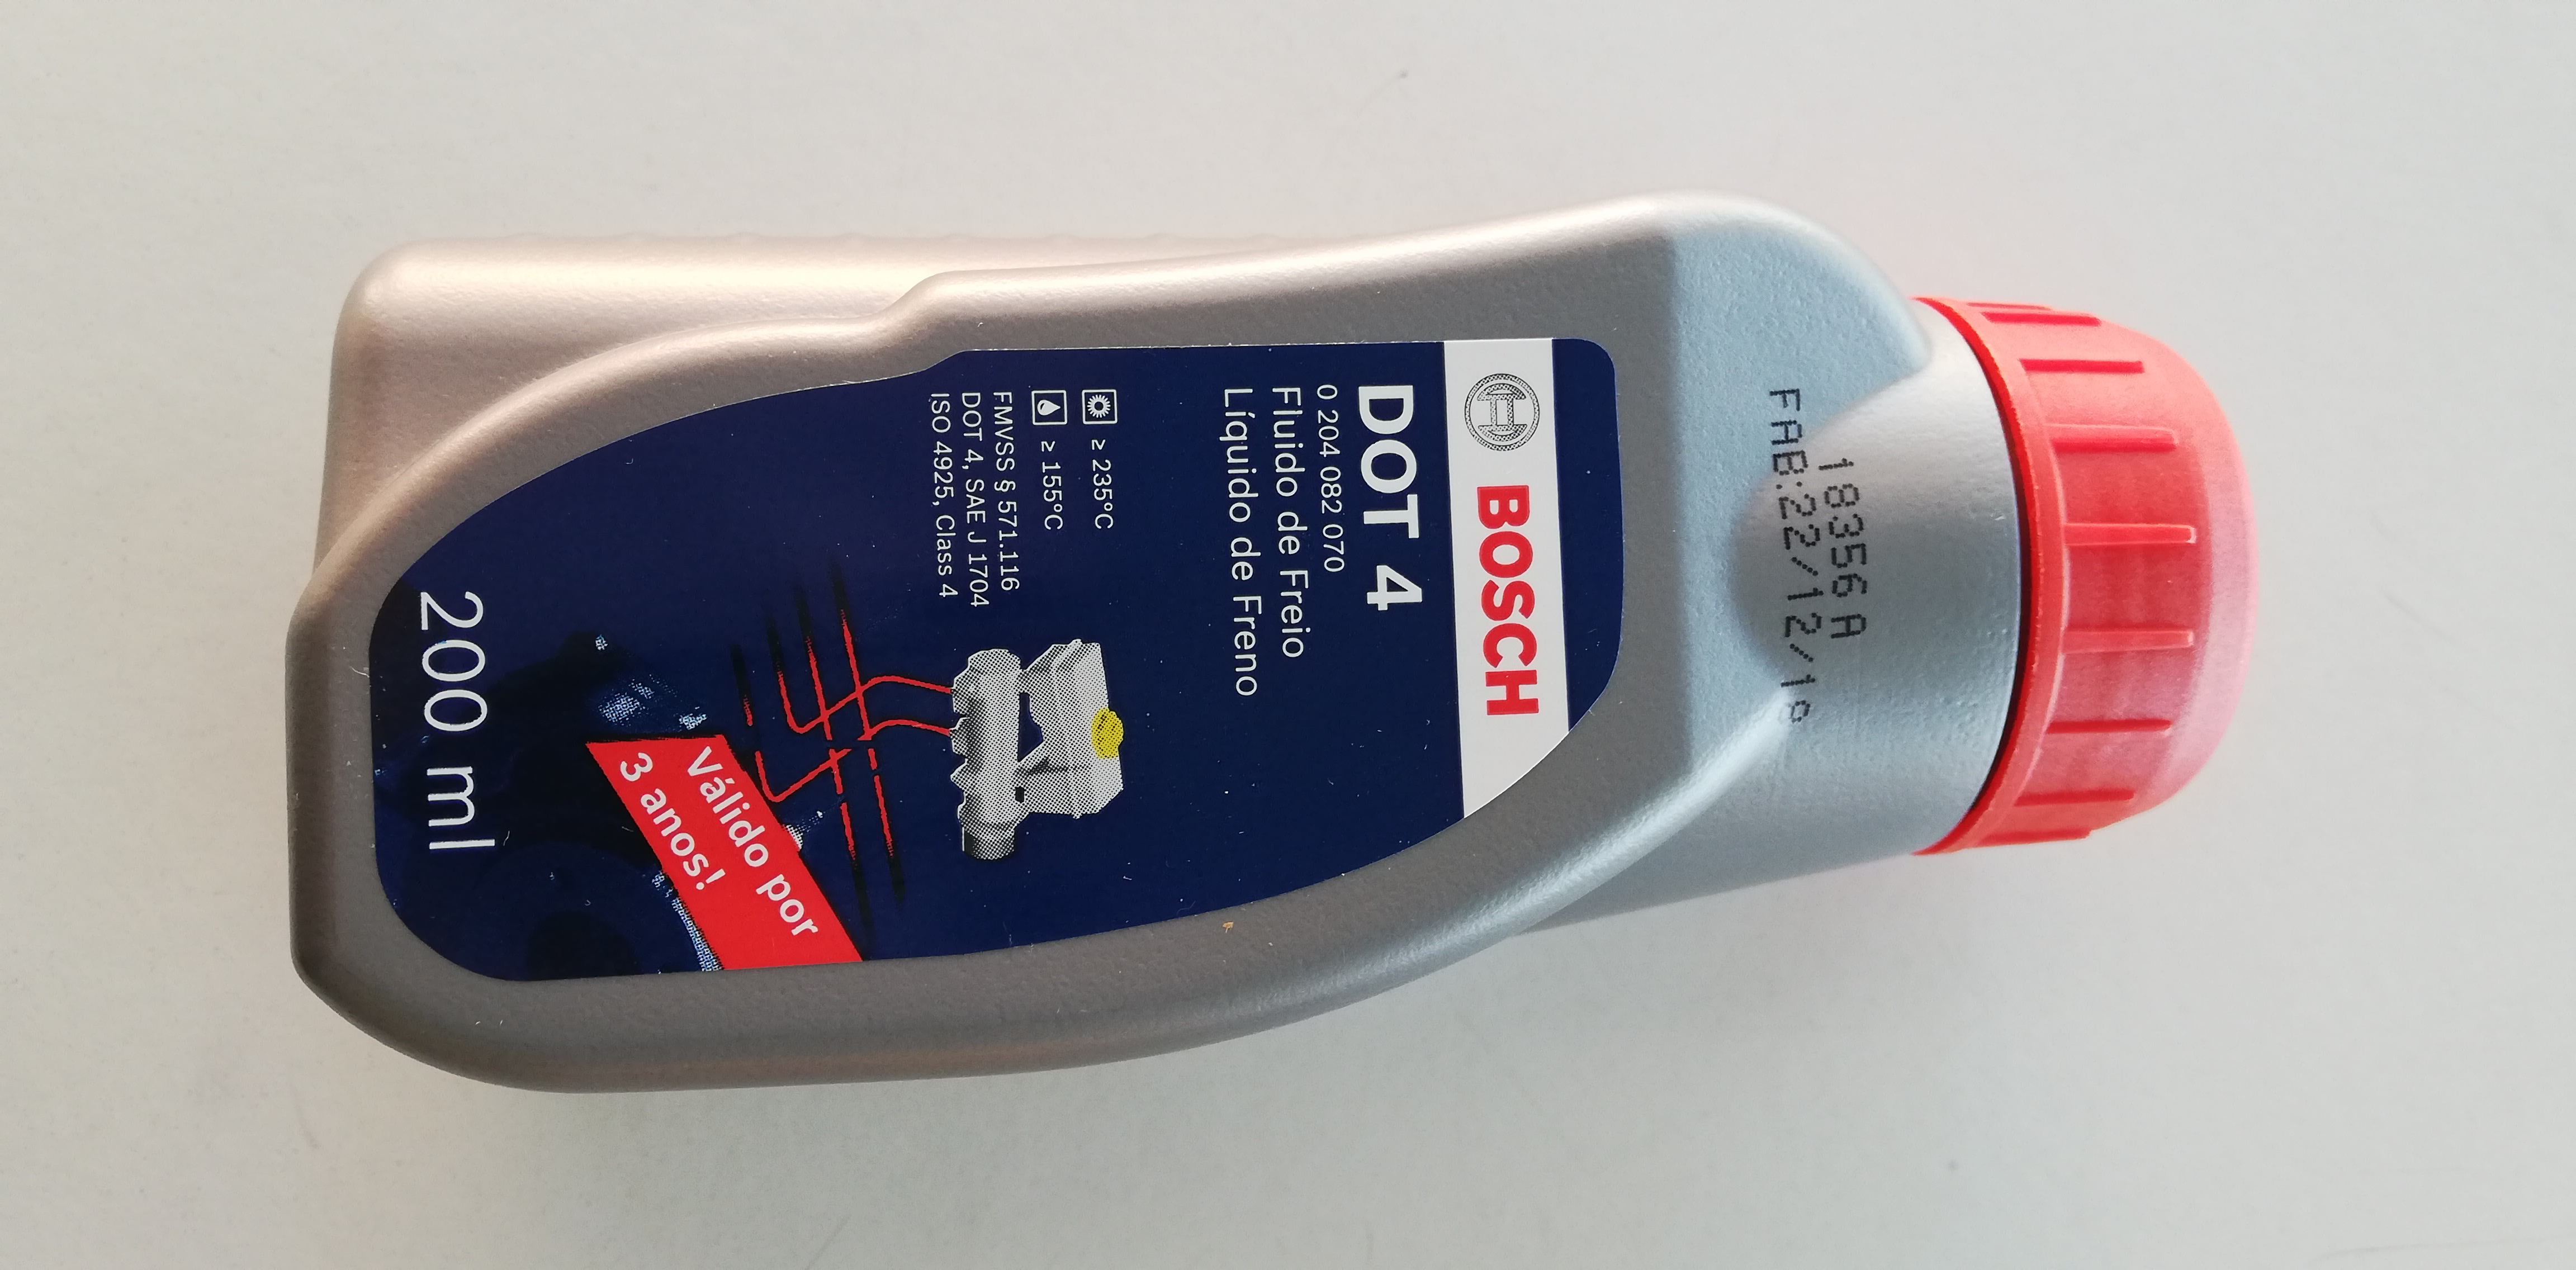 18356 A
FAB:22/12/18
BOSCH
DOT 4
0 204 082 070
Fluido de Freio
Líquido de Freno
≥ 235°C
≥ 155°C
FMVSS § 571.116
DOT 4, SAE J 1704
ISO 4925, Class 4
Válido por
3 anos!
200 ml